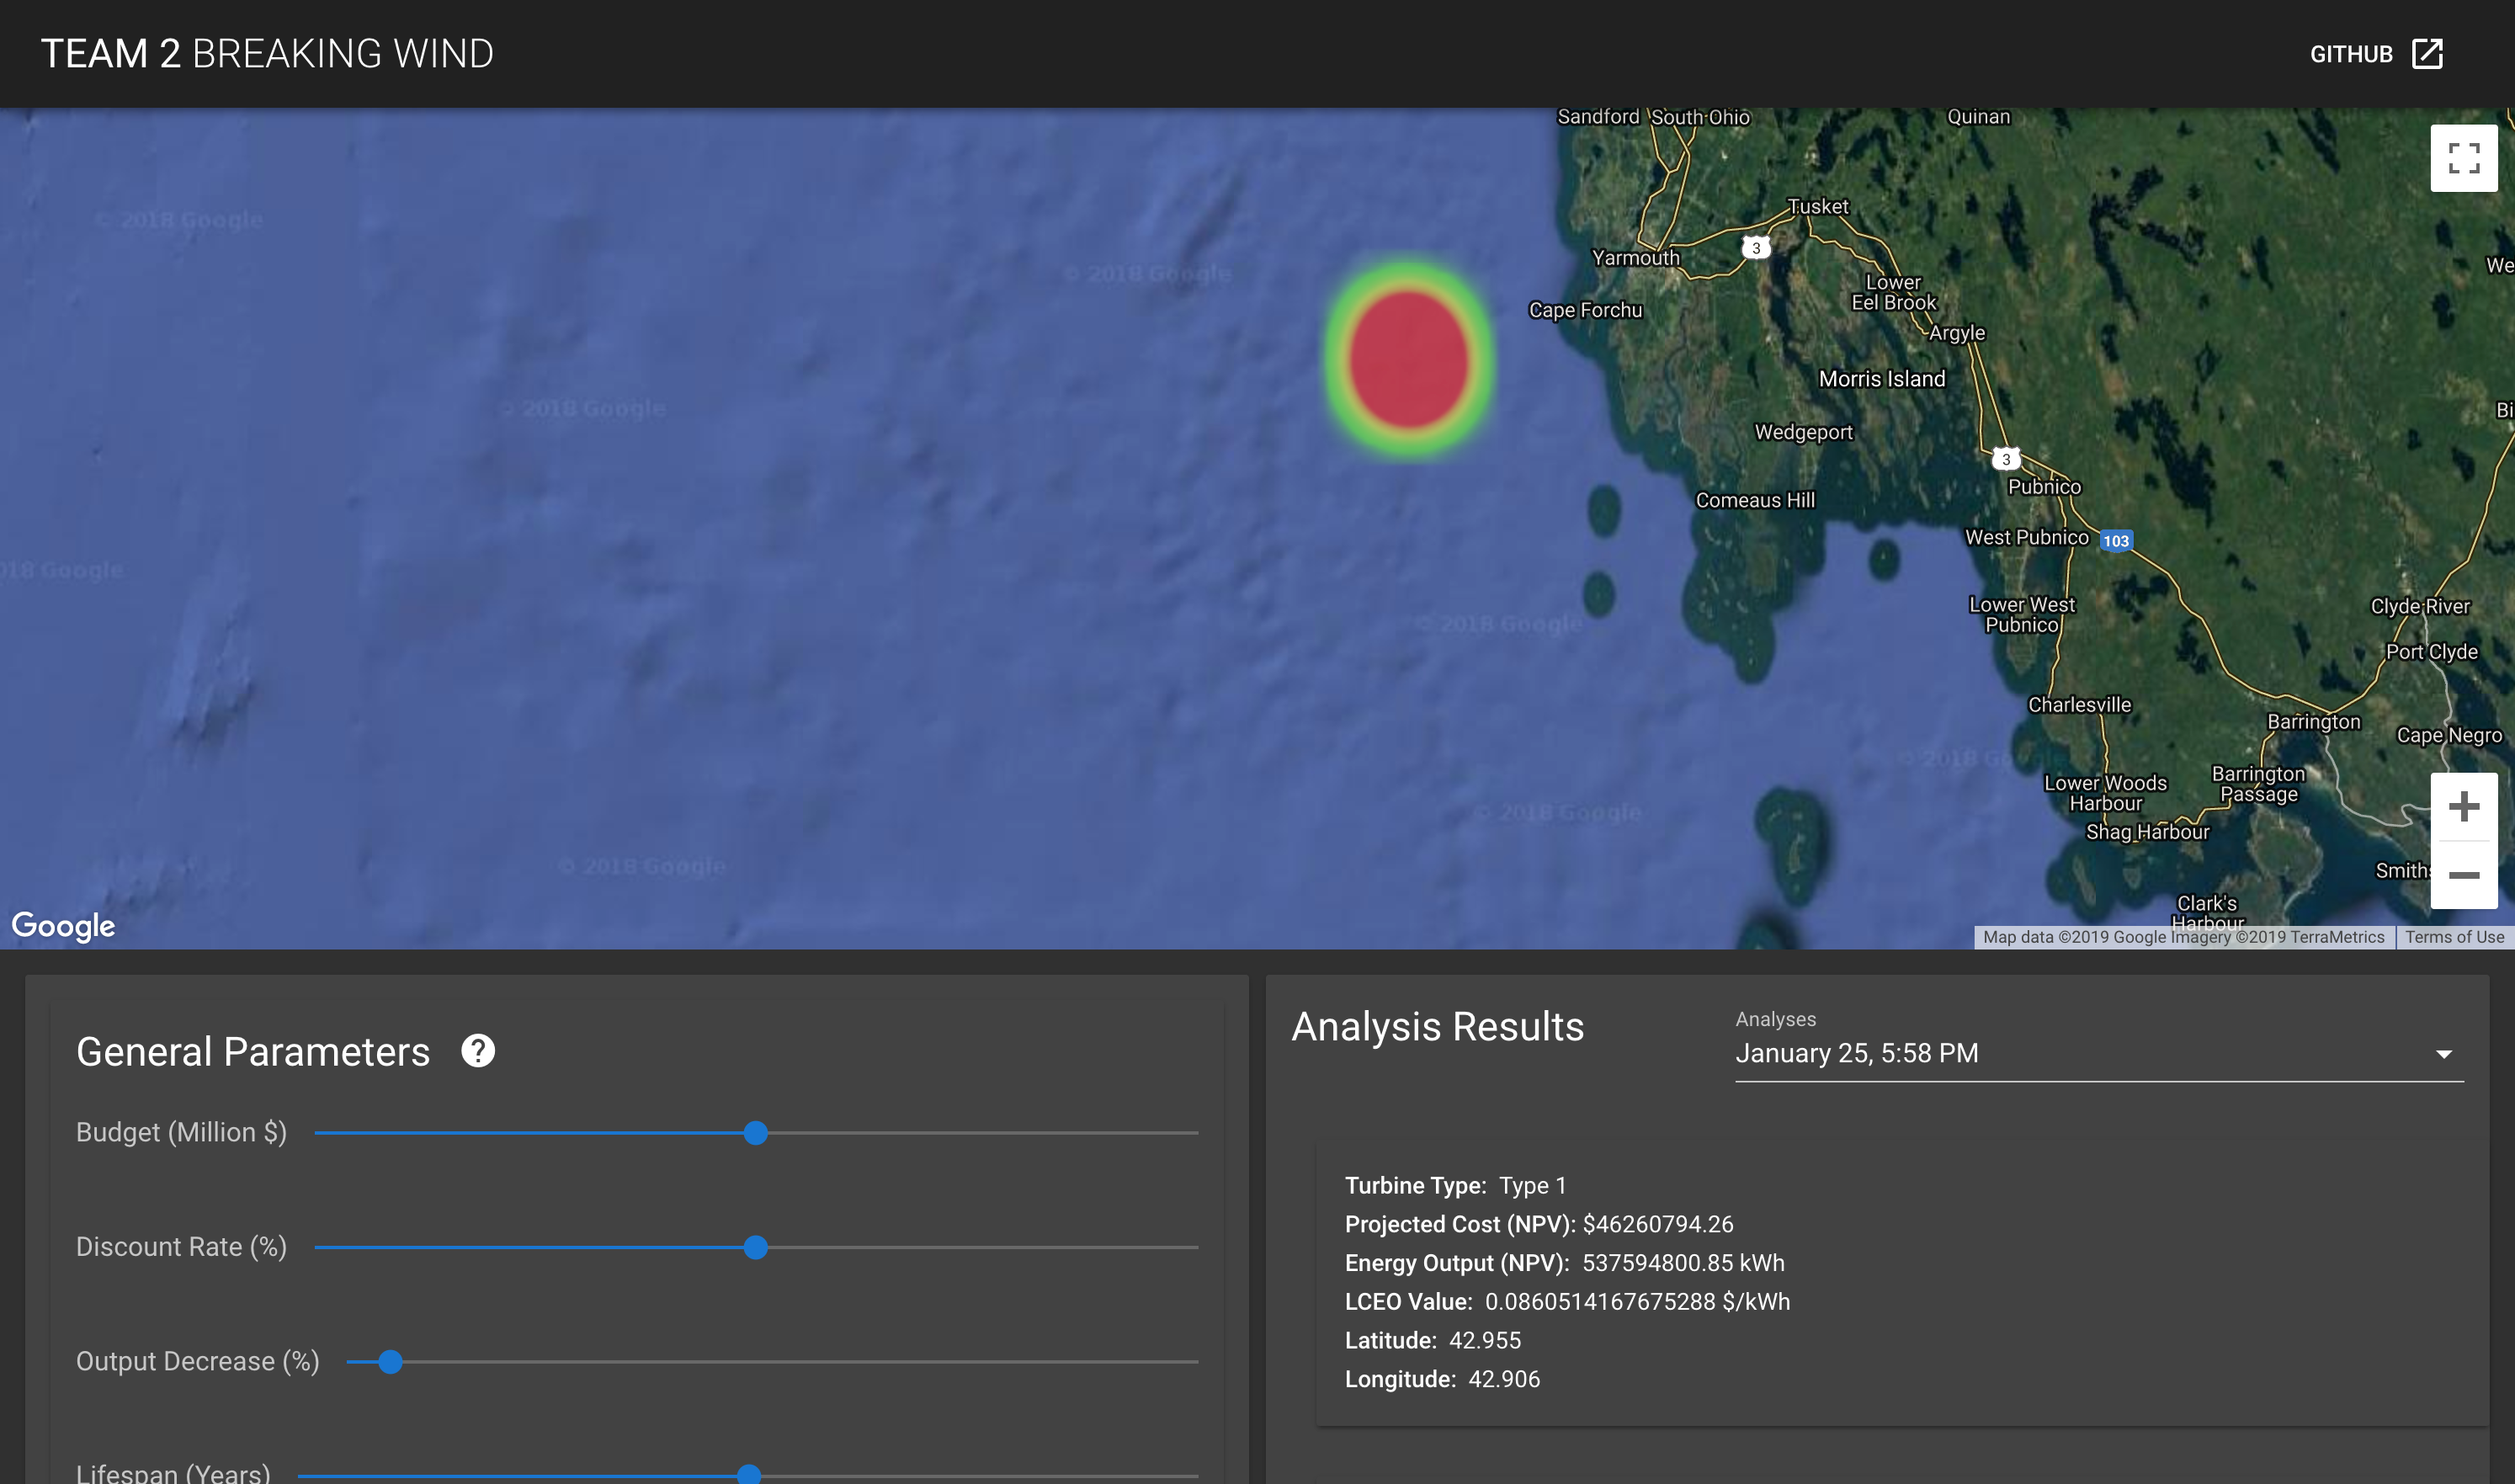 TEAM 2 BREAKING WIND
GITHUB
Sandford
South Ohio
Quinan
© 2018 Google
Tusket
3
Yarmouth
We
© 2018 Google
Lower
Eel Brook
Cape Forchu
Argyle
Morris Island
© 2018 Google
Bi
Wedgeport
3
Pubnico
Comeaus Hill
West Pubnico
103
018 Google
Lower West
Pubnico
Clyde River
© 2018 Google
Port Clyde
Charlesville
Barrington
Cape Negro
© 2018 Go
Lower Woods
Harbour
Barrington
Passage
© 2018 Google
Shag Harbour
© 2018 Google
Smiths
Clark's
Harbour
Google
Map data ©2019 Google Imagery ©2019 TerraMetrics
Terms of Use
General Parameters ?
Budget (Million $)
Discount Rate (%)
Output Decrease (%)
Lifespan (Years)
Analysis Results
Analyses
January 25, 5:58 PM
Turbine Type: Type 1
Projected Cost (NPV): $46260794.26
Energy Output (NPV): 537594800.85 kWh
LCEO Value: 0.0860514167675288 $/kWh
Latitude: 42.955
Longitude: 42.906